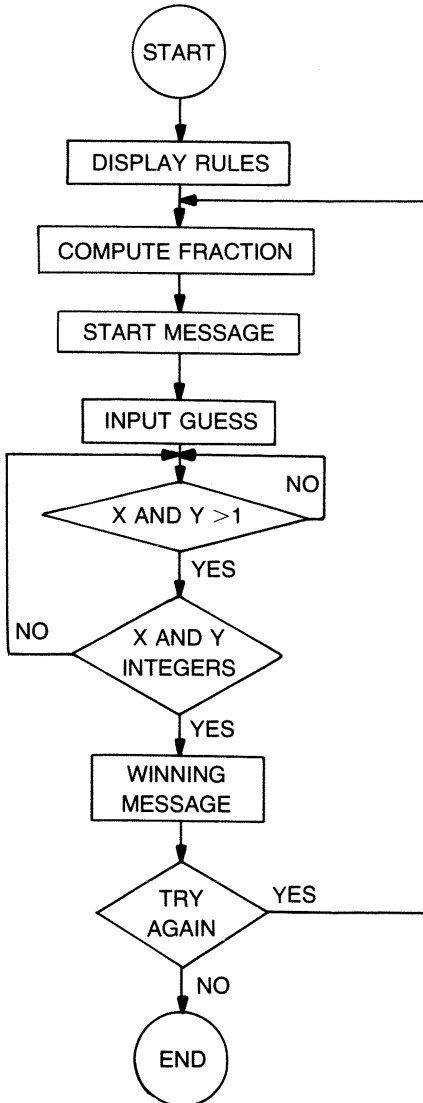 START
DISPLAY RULES
COMPUTE FRACTION
START MESSAGE
INPUT GUESS
NO
X AND Y >1
YES
NO
X AND Y
INTEGERS
YES
WINNING
MESSAGE
TRY
AGAIN
YES
NO
END